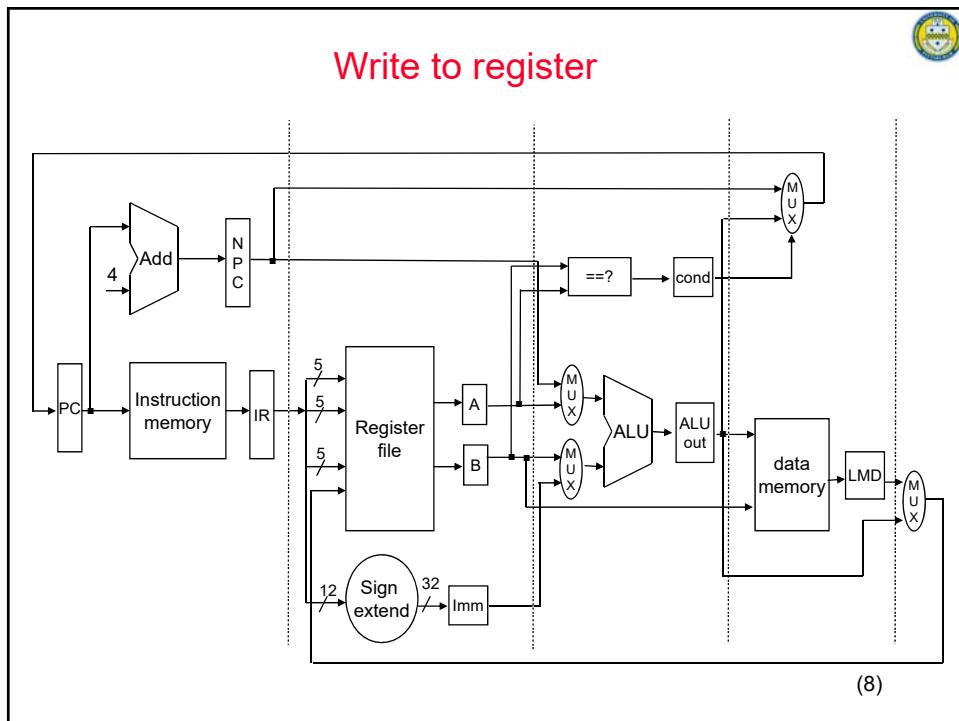 Write to register
M
U
X
N
P
C
Add
4
==?
cond
PC
Instruction
memory
IR
5
5
5
Register
file
A
B
M
U
X
M
U
X
ALU
ALU
out
data
memory
LMD
M
U
X
12
Sign
extend
32
Imm
(8)